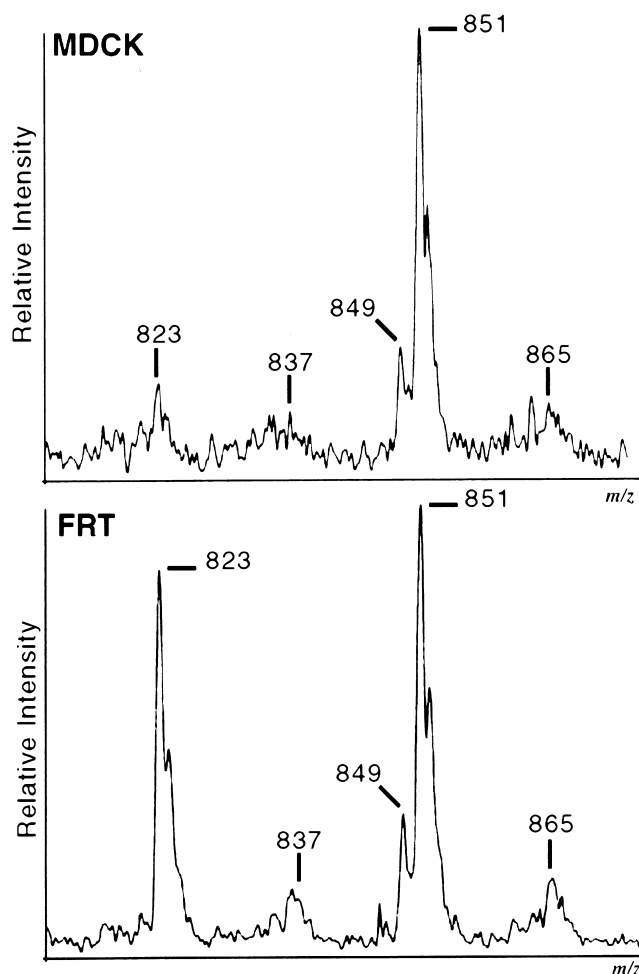 MDCK
851
849
823
837
865
Relative Intensity
m/z
FRT
851
823
849
837
865
Relative Intensity
m/z